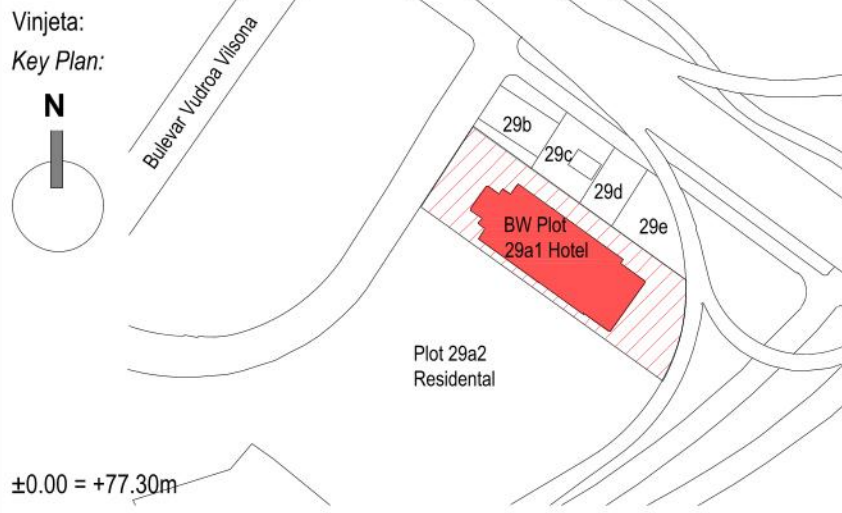 Vinjeta:
Key Plan:
N
Bulevar Vudroa Vilsona
29b
29c
29d
29e
BW Plot
29a1 Hotel
Plot 29a2
Residental
±0.00 = +77.30m